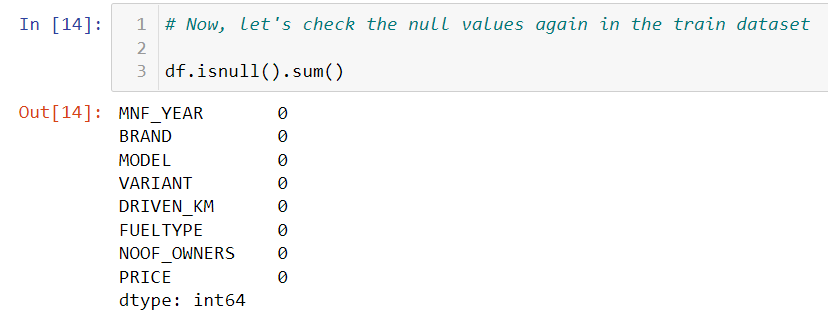 In [14]: 1 # Now, let's check the null values again in the train dataset
2
3 df.isnull().sum()
Out[14]: MNF_YEAR 0
BRAND 0
MODEL 0
VARIANT 0
DRIVEN_KM 0
FUELTYPE 0
NOOF_OWNERS 0
PRICE 0
dtype: int64